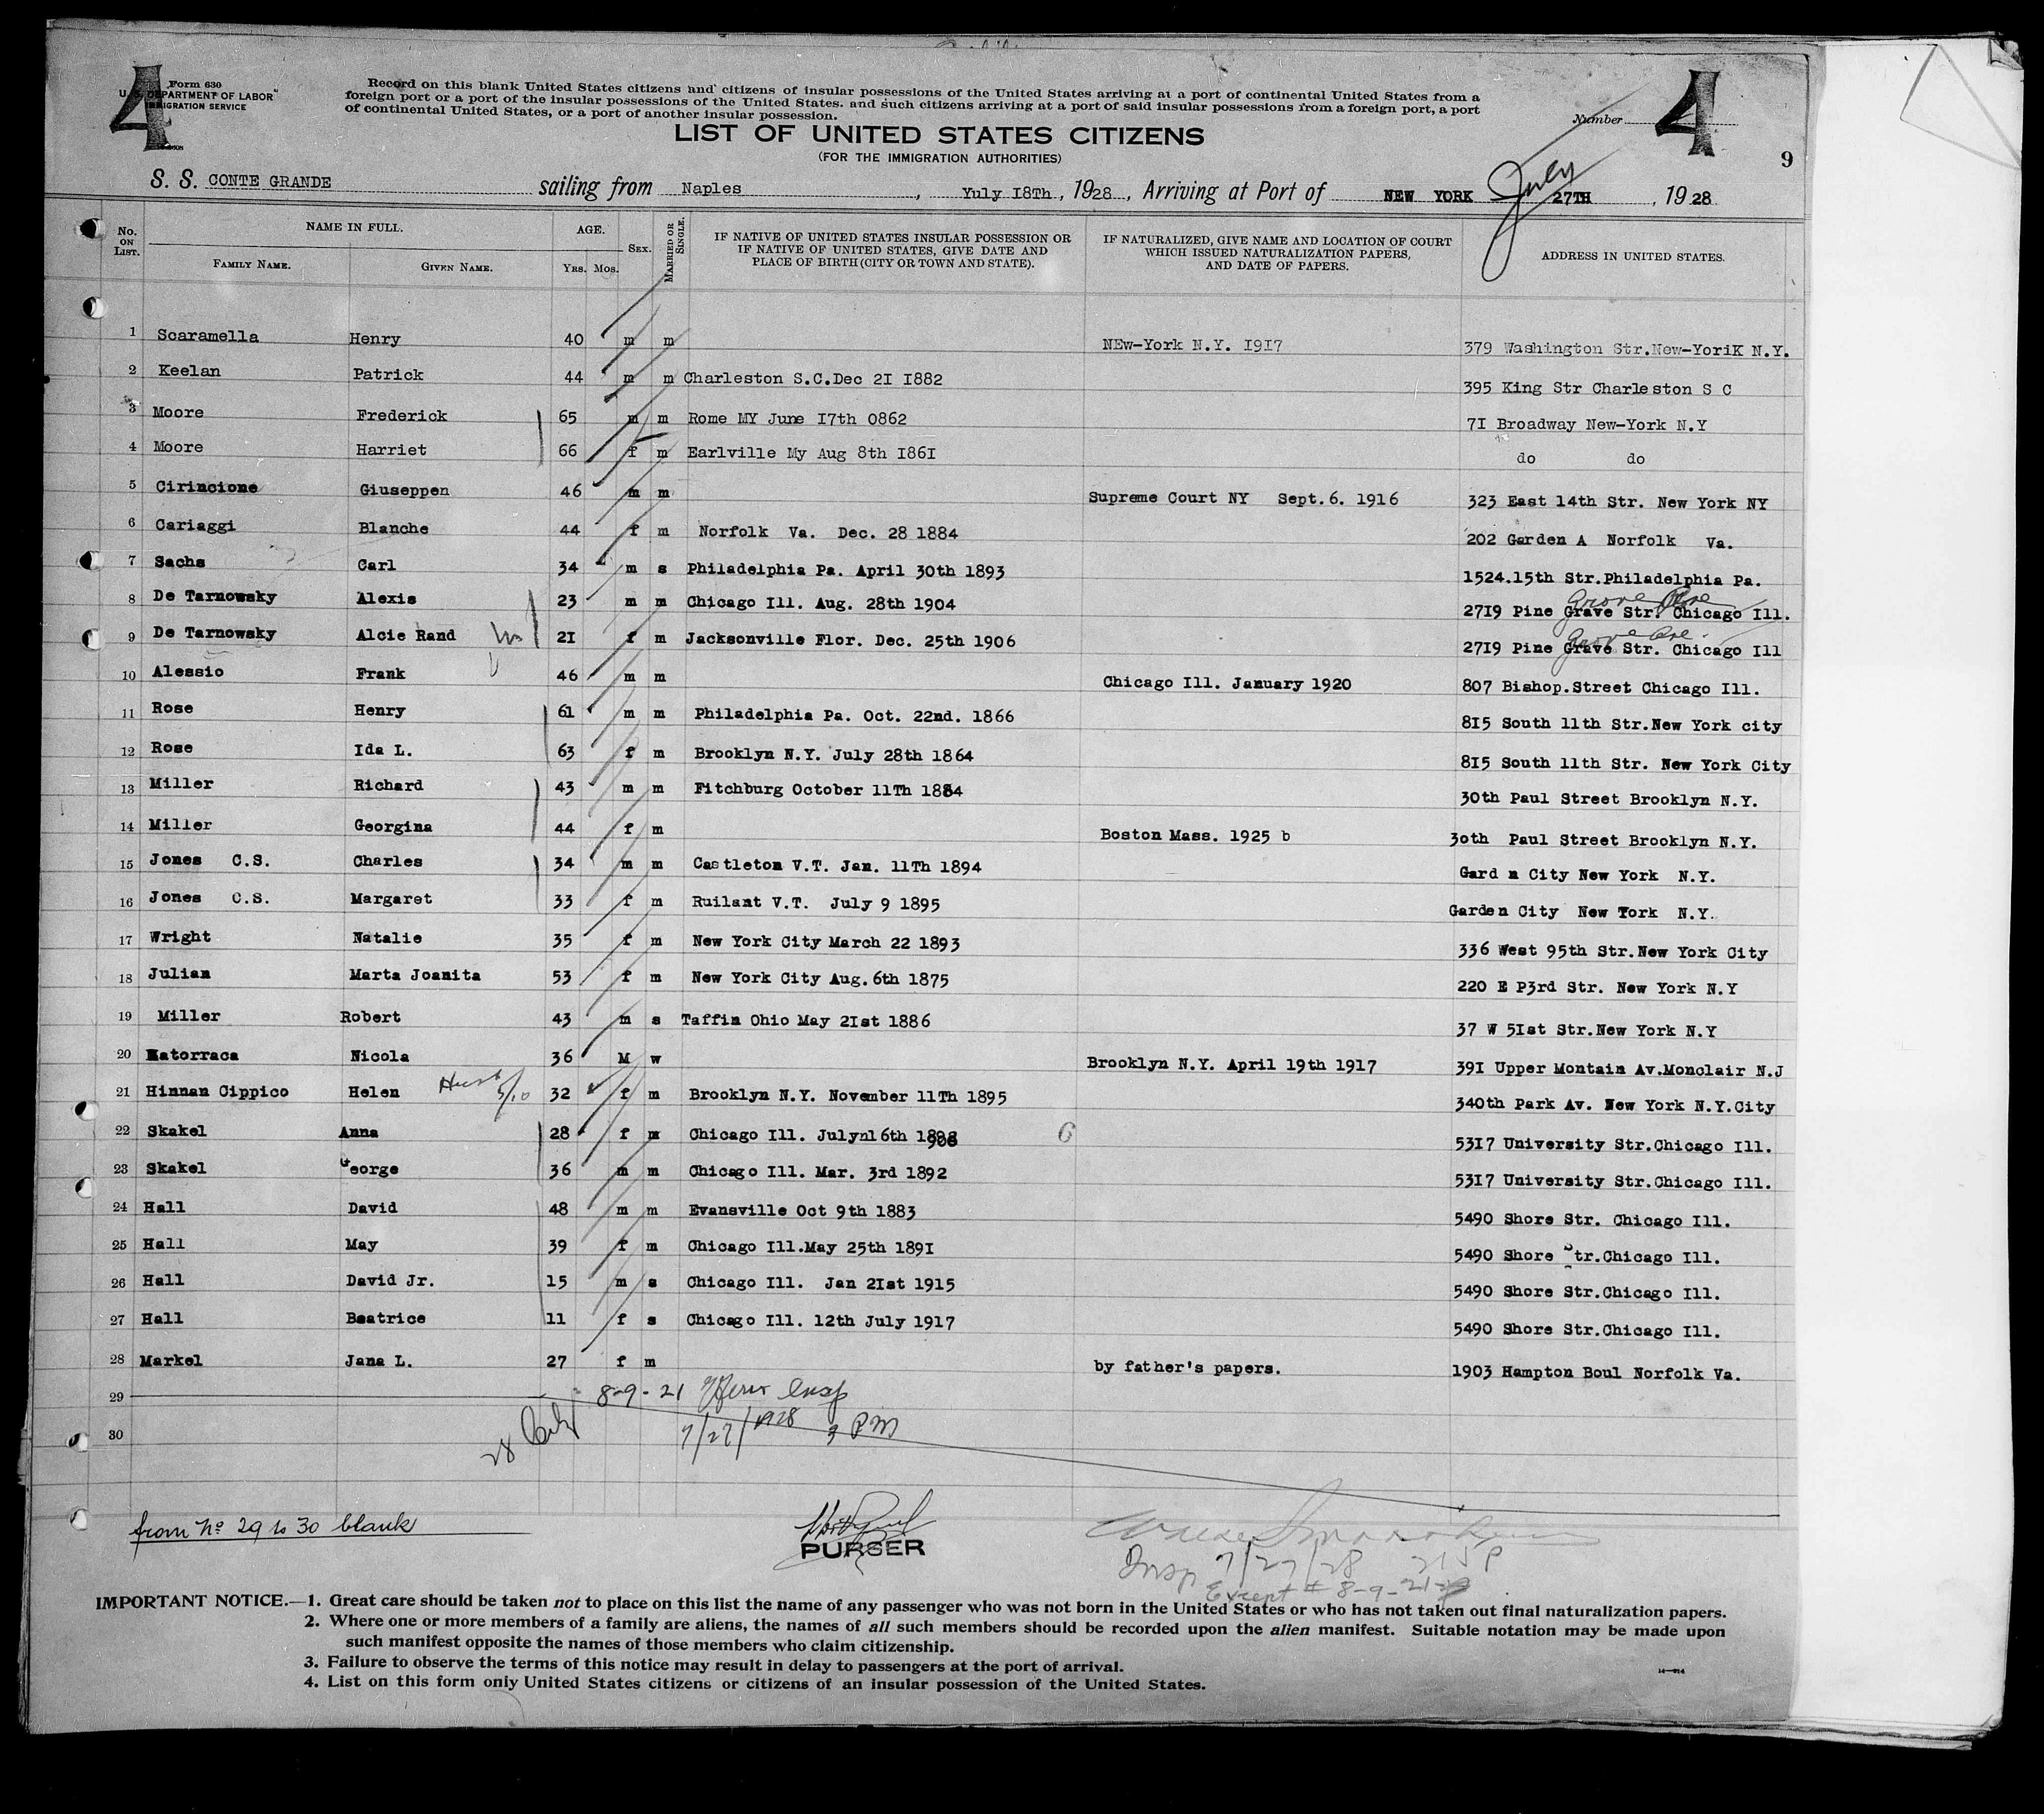 4
Form 630
U. S. DEPARTMENT OF LABOR
IMMIGRATION SERVICE
Record on this blank United States citizens and citizens of insular possessions of the United States arriving at a port of continental United States from a
foreign port or a port of the insular possessions of the United States. and such citizens arriving at a port of said insular possessions from a foreign port, a port
of continental United States, or a port of another insular possession.
Number 4
LIST OF UNITED STATES CITIZENS
(FOR THE IMMIGRATION AUTHORITIES)
9
S. S. CONTE GRANDE sailing from Naples, Yuly I8Th, 1928, Arriving at Port of NEW YORK July 27TH, 1928
No. ON LIST. NAME IN FULL. FAMILY NAME. GIVEN NAME. AGE. YRS. MOS. SEX. MARRIED OR SINGLE. IF NATIVE OF UNITED STATES INSULAR POSSESSION OR IF NATIVE OF UNITED STATES, GIVE DATE AND PLACE OF BIRTH (CITY OR TOWN AND STATE). IF NATURALIZED, GIVE NAME AND LOCATION OF COURT WHICH ISSUED NATURALIZATION PAPERS, AND DATE OF PAPERS. ADDRESS IN UNITED STATES.
1 Scaramella Henry 40 m m NEw-York N.Y. I9I7 379 Washington Str.New-YoriK N.Y.
2 Keelan Patrick 44 m m Charleston S.C.Dec 2I I882 395 King Str Charleston S C
3 Moore Frederick 65 m m Rome MY June I7th 0862 7I Broadway New-York N.Y
4 Moore Harriet 66 f m Earlville My Aug 8th I86I do do
5 Cirincione Giuseppen 46 m m Supreme Court NY Sept.6. 1916 323 East 14th Str. New York NY
6 Cariaggi Blanche 44 f m Norfolk Va. Dec. 28 1884 202 Garden A Norfolk Va.
7 Sachs Carl 34 m s Philadelphia Pa. April 30th 1893 1524.15th Str.Philadelphia Pa.
8 De Tarnowsky Alexis 23 m m Chicago Ill. Aug. 28th 1904 27I9 Pine Grave Str. Chicago Ill. Grove Ave
9 De Tarnowsky Alcie Rand 2I f m Jacksonville Flor. Dec. 25th 1906 27I9 Pine Grave Str. Chicago Ill Grove Ave.
10 Alessio Frank 46 m m Chicago Ill. January 1920 807 Bishop.Street Chicago Ill.
11 Rose Henry 61 m m Philadelphia Pa. Oct. 22nd. 1866 8I5 South 11th Str.New York city
12 Rose Ida L. 63 f m Brooklyn N.Y. July 28th 1864 8I5 South 11th Str. New York City
13 Miller Richard 43 m m Fitchburg October 11Th 1884 30th Paul Street Brooklyn N.Y.
14 Miller Georgina 44 f m Boston Mass. 1925 b 3oth Paul Street Brooklyn N.Y.
15 Jones C.S. Charles 34 m m Castleton V.T. Jan. 11Th 1894 Gard n City New York N.Y.
16 Jones C.S. Margaret 33 f m Ruilant V.T. July 9 1895 Garden City New York N.Y.
17 Wright Natalie 35 f m New York City March 22 1893 336 West 95th Str.New York City
18 Julian Marta Joanita 53 f m New York City Aug.6th 1875 220 E P3rd Str. New York N.Y
19 Miller Robert 43 m s Taffin Ohio May 2Ist 1886 37 W 5Ist Str.New York N.Y
20 Matorraca Nicola 36 M w Brooklyn N.Y. April 19th 1917 39I Upper Montain Av.Monclair N.J
21 Hinnan Cippico Helen 32 f m Brooklyn N.Y. November 11Th 1895 340th Park Av. New York N.Y.City
22 Skakel Anna 28 f m Chicago Ill. Julyn16th 1898 908 6 53I7 University Str.Chicago Ill.
23 Skakel George 36 m m Chicago Ill. Mar. 3rd 1892 53I7 University Str.Chicago Ill.
24 Hall David 48 m m Evansville Oct 9th 1883 5490 Shore Str. Chicago Ill.
25 Hall May 39 f m Chicago Ill.May 25th 189I 5490 Shore Str.Chicago Ill.
26 Hall David Jr. 15 m s Chicago Ill. Jan 2Ist 1915 5490 Shore Str.Chicago Ill.
27 Hall Beatrice 11 f s Chicago Ill. 12th July 1917 5490 Shore Str.Chicago Ill.
28 Markel Jana L. 27 f m by father's papers. 1903 Hampton Boul Norfolk Va.
29 8-9-21 Insp
30 28 7/27/1928 3 PM
from No 29 to 30 blank
PURSER
Insp 7/27/28 215 P
Except # 8-9-21
IMPORTANT NOTICE.—1. Great care should be taken not to place on this list the name of any passenger who was not born in the United States or who has not taken out final naturalization papers.
2. Where one or more members of a family are aliens, the names of all such members should be recorded upon the alien manifest. Suitable notation may be made upon
such manifest opposite the names of those members who claim citizenship.
3. Failure to observe the terms of this notice may result in delay to passengers at the port of arrival.
4. List on this form only United States citizens or citizens of an insular possession of the United States.